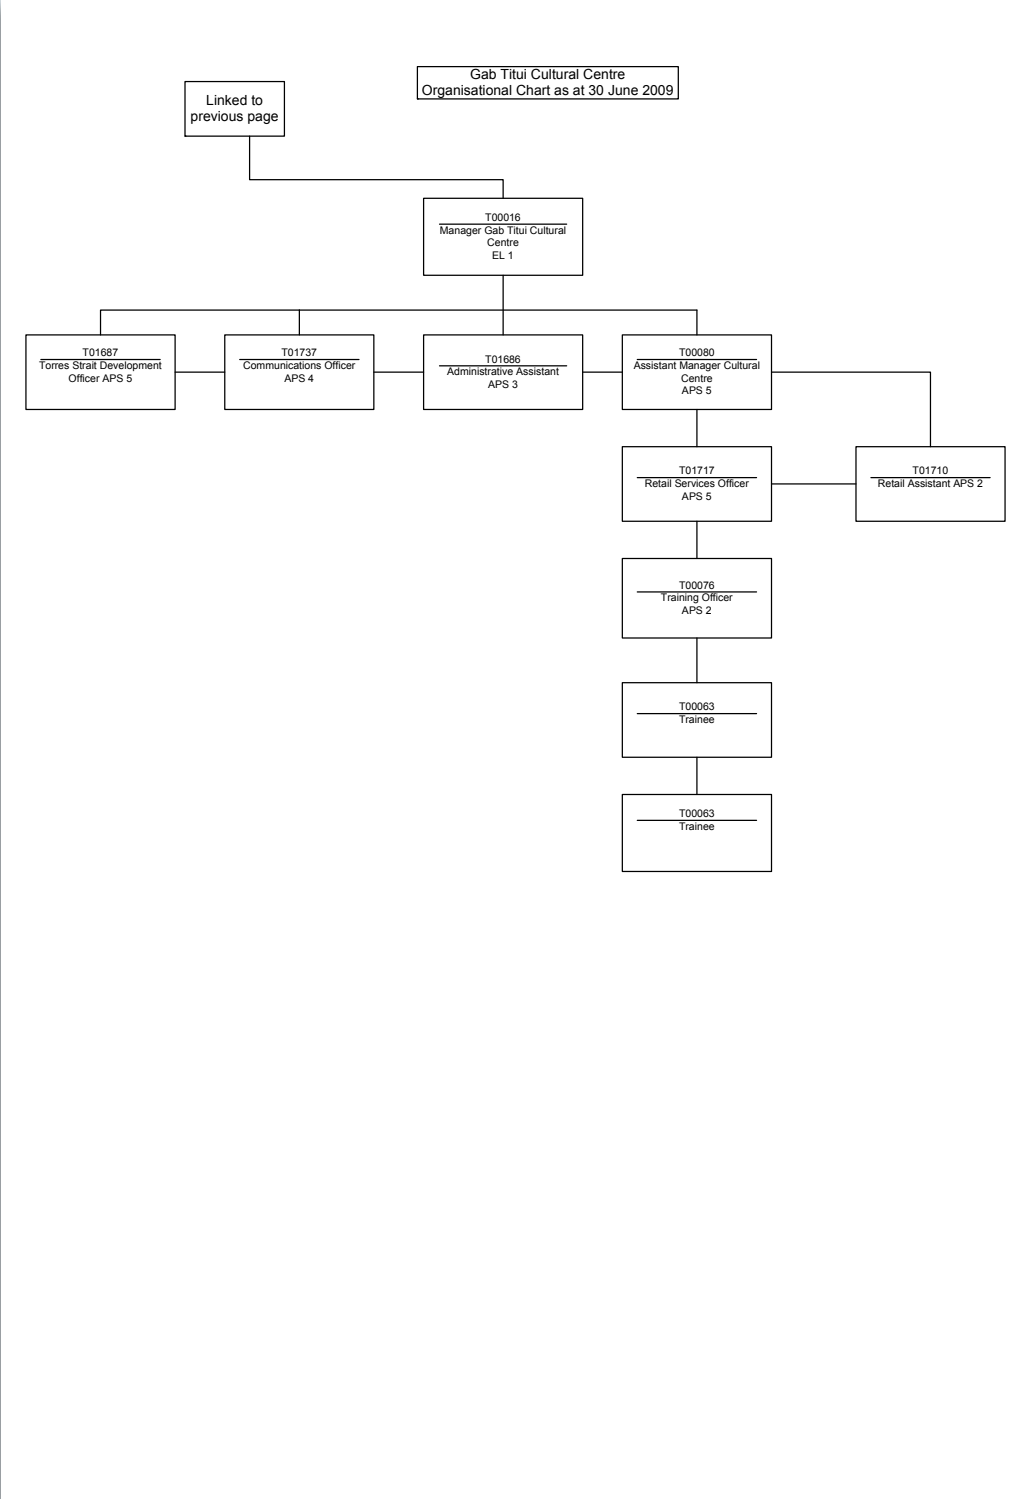 Gab Titui Cultural Centre
Organisational Chart as at 30 June 2009
Linked to
previous page
T00016
Manager Gab Titui Cultural
Centre
EL 1
T01687
Torres Strait Development
Officer APS 5
T01737
Communications Officer
APS 4
T01686
Administrative Assistant
APS 3
T00080
Assistant Manager Cultural
Centre
APS 5
T01717
Retail Services Officer
APS 5
T01710
Retail Assistant APS 2
T00076
Training Officer
APS 2
T00063
Trainee
T00063
Trainee